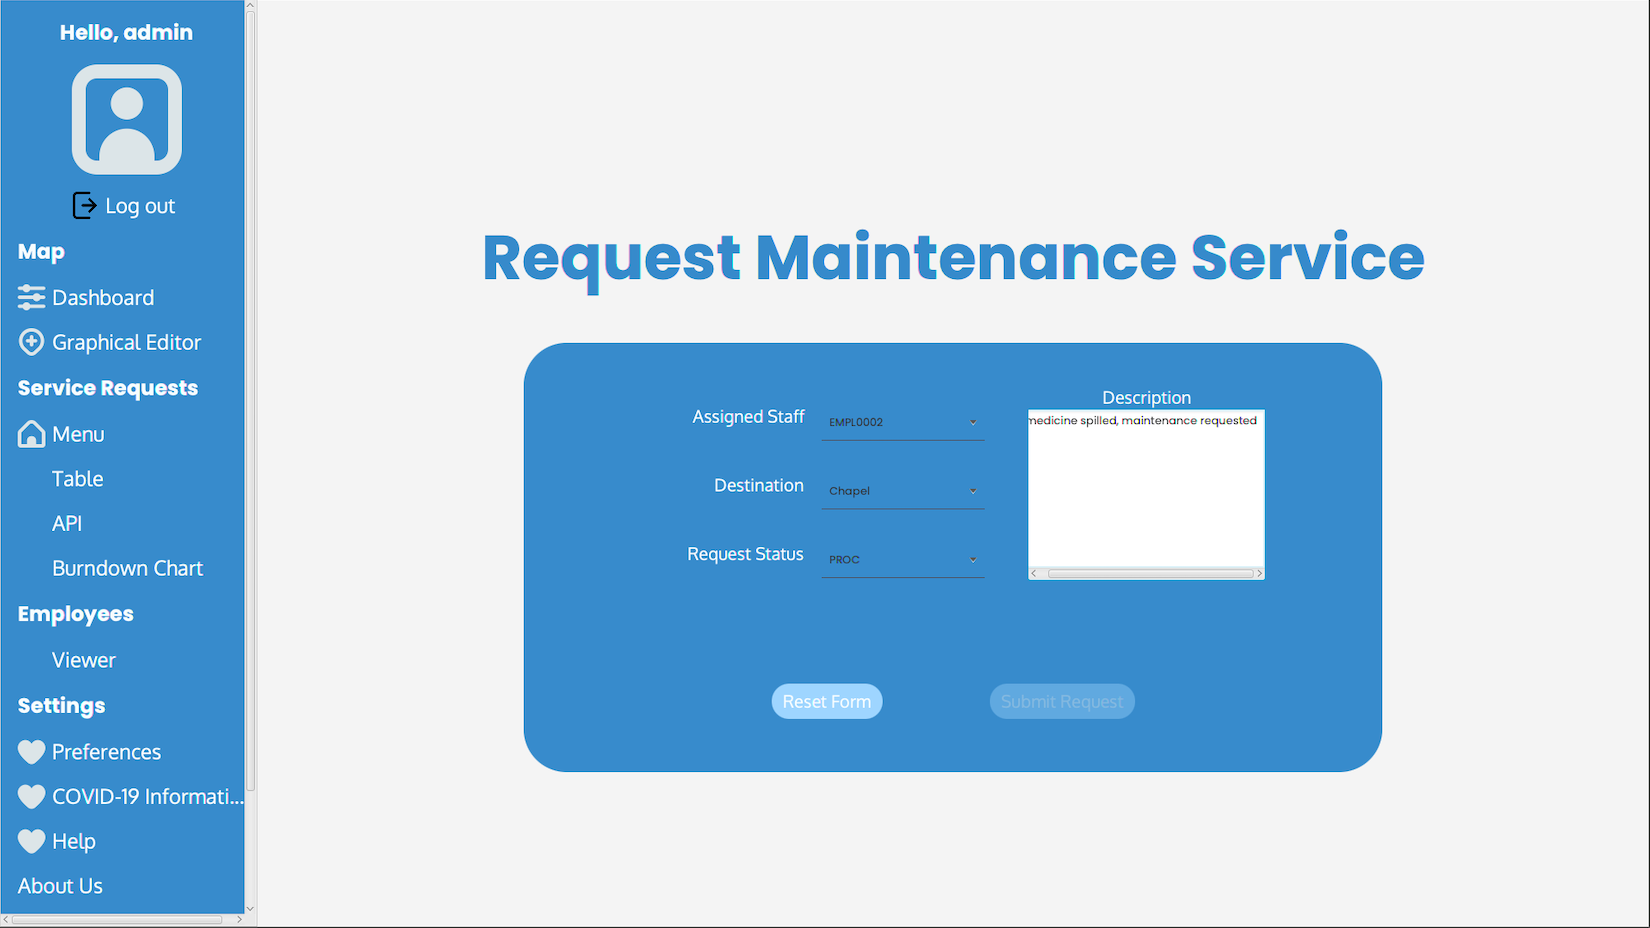 Hello, admin
Log out
Map
Dashboard
Graphical Editor
Service Requests
Menu
Table
API
Burndown Chart
Employees
Viewer
Settings
Preferences
COVID-19 Informati...
Help
About Us
Request Maintenance Service
Assigned Staff
EMPL0002
Destination
Chapel
Request Status
PROC
Description
medicine spilled, maintenance requested
Reset Form
Submit Request